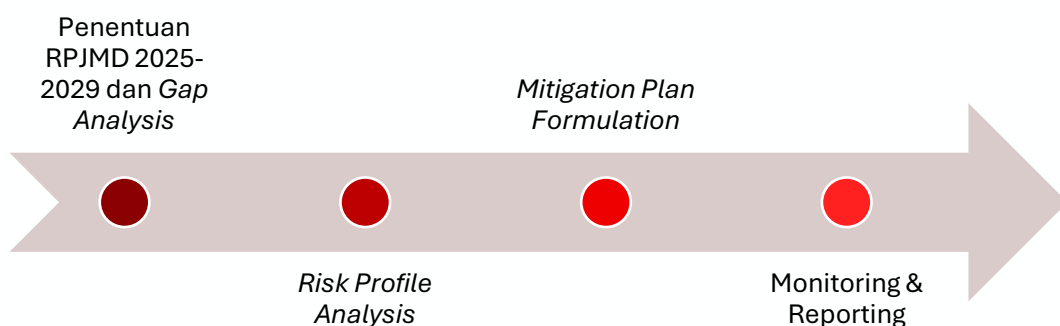 Penentuan
RPJMD 2025-
2029 dan Gap
Analysis
Risk Profile
Analysis
Mitigation Plan
Formulation
Monitoring &
Reporting